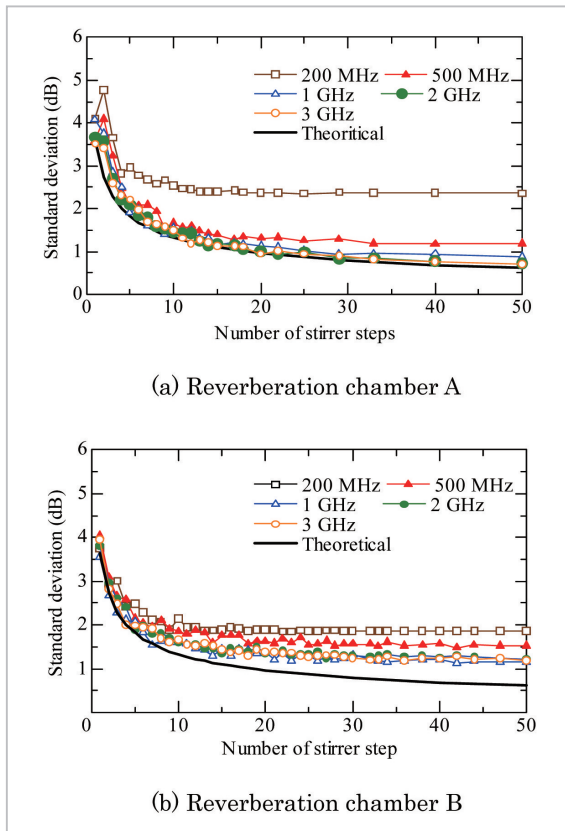 6
5
4
3
2
1
0
Standard deviation (dB)
200 MHz
500 MHz
1 GHz
2 GHz
3 GHz
Theoritical
0 10 20 30 40 50
Number of stirrer steps
(a) Reverberation chamber A
6
5
4
3
2
1
Standard deviation (dB)
200 MHz
500 MHz
1 GHz
2 GHz
3 GHz
Theoretical
0 10 20 30 40 50
Number of stirrer step
(b) Reverberation chamber B